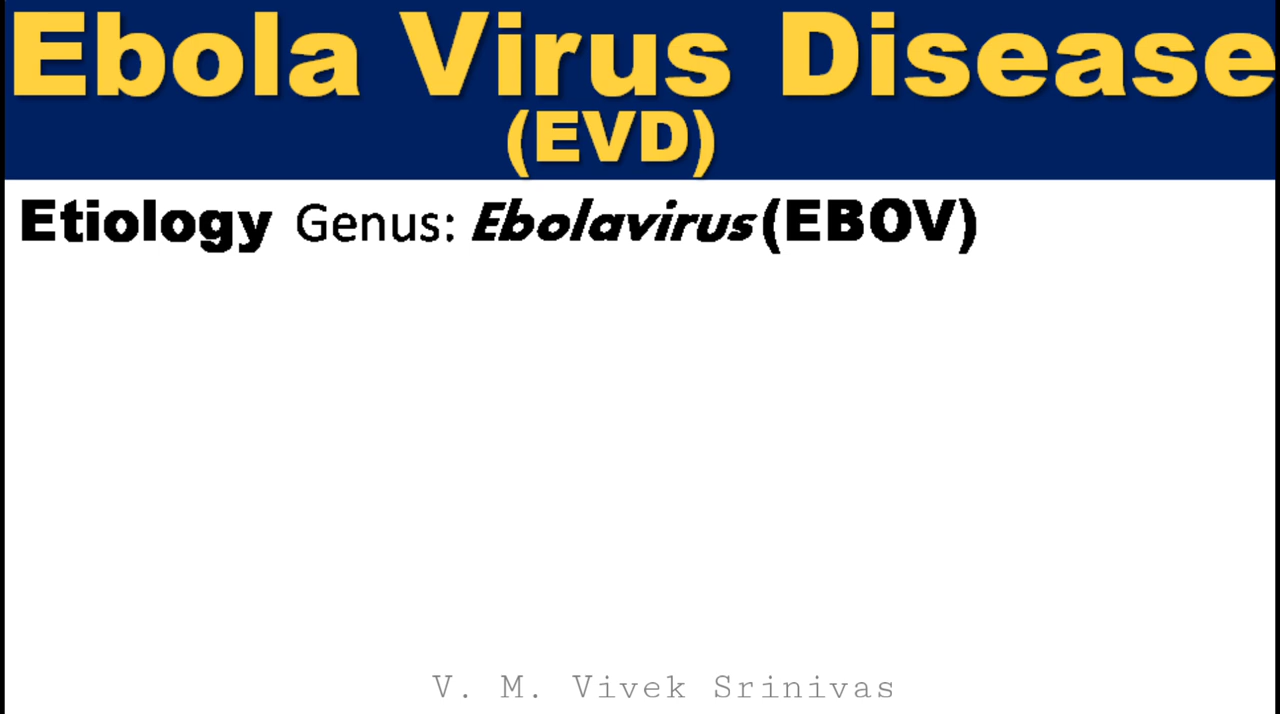 Ebola Virus Disease
(EVD)
Etiology Genus: Ebolavirus (EBOV)
V. M. Vivek Srinivas